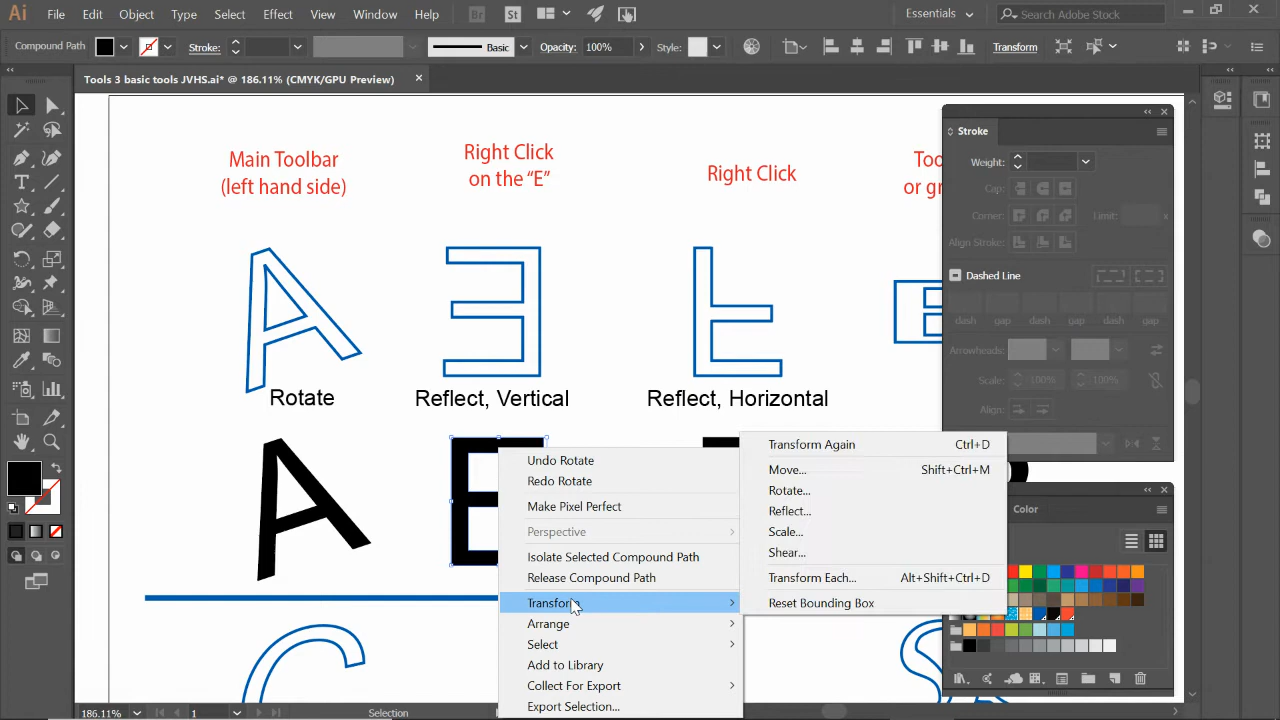 Ai File Edit Object Type Select Effect View Window Help Br St Essentials Search Adobe Stock
Compound Path Stroke: Basic Opacity: 100% Style: Transform
Tools 3 basic tools JVHS.ai* @ 186.11% (CMYK/GPU Preview)
Main Toolbar
(left hand side)
Right Click
on the “E”
Right Click
Too
or gr
A E E E
Rotate
Reflect, Vertical
Reflect, Horizontal
A E
C S
Undo Rotate
Redo Rotate
Make Pixel Perfect
Perspective
Isolate Selected Compound Path
Release Compound Path
Transform
Arrange
Select
Add to Library
Collect For Export
Export Selection...
Transform Again Ctrl+D
Move... Shift+Ctrl+M
Rotate...
Reflect...
Scale...
Shear...
Transform Each... Alt+Shift+Ctrl+D
Reset Bounding Box
Stroke
Weight:
Cap:
Corner: Limit: x
Align Stroke:
Dashed Line
dash gap dash gap dash gap
Arrowheads:
Scale: 100% 100%
Align:
Color
186.11% 1 Selection